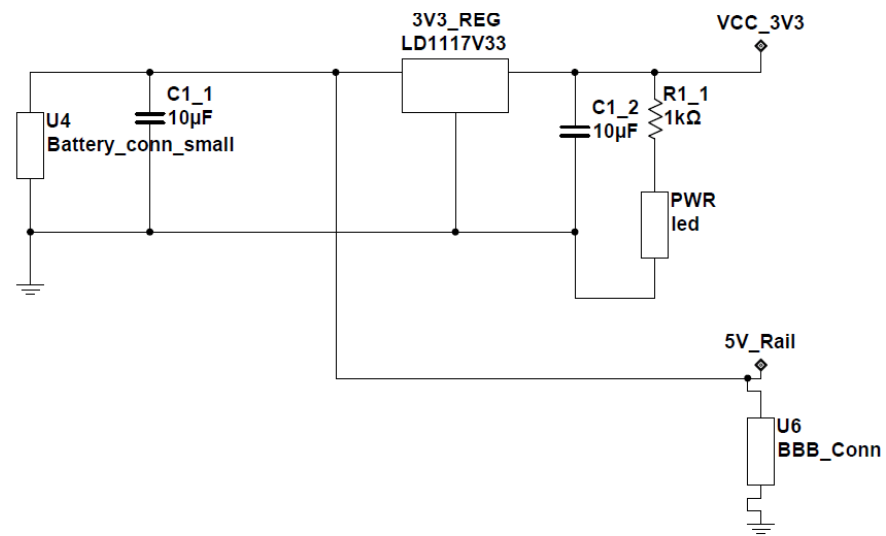 3V3_REG
LD1117V33
VCC_3V3
C1_1
10µF
U4
Battery_conn_small
C1_2
10µF
R1_1
1kΩ
PWR
led
5V_Rail
U6
BBB_Conn